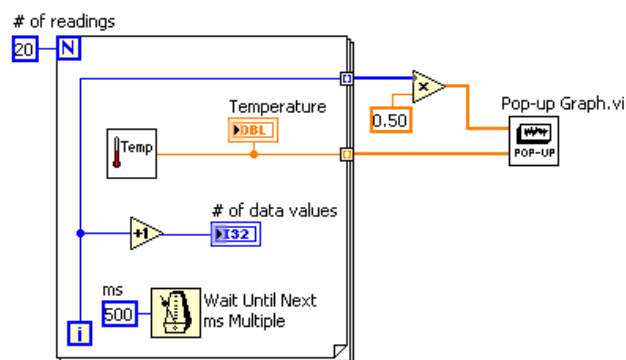 # of readings
20
N
Temperature
DBL
Temp
x
0.50
Pop-up Graph.vi
POP-UP
# of data values
+1
I32
ms
500
Wait Until Next
ms Multiple
i